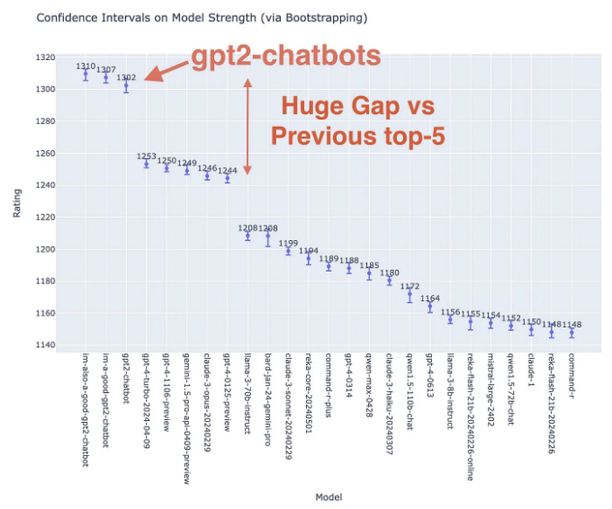 Confidence Intervals on Model Strength (via Bootstrapping)
gpt2-chatbots
Huge Gap vs
Previous top-5
Rating
1320
1300
1280
1260
1240
1220
1200
1180
1160
1140
1310
1307
1302
1253
1250
1249
1246
1244
1208
1208
1199
1194
1189
1188
1185
1180
1172
1164
1156
1155
1154
1152
1150
1148
1148
im-also-a-good-gpt2-chatbot
im-a-good-gpt2-chatbot
gpt2-chatbot
gpt-4-turbo-2024-04-09
gpt-4-1106-preview
gemini-1.5-pro-api-0409-preview
claude-3-opus-20240229
gpt-4-0125-preview
llama-3-70b-instruct
bard-jan-24-gemini-pro
claude-3-sonnet-20240229
reka-core-20240501
command-r-plus
gpt-4-0314
qwen-max-0428
claude-3-haiku-20240307
qwen1.5-110b-chat
gpt-4-0613
llama-3-8b-instruct
reka-flash-21b-20240226-online
mistral-large-2402
qwen1.5-72b-chat
claude-1
reka-flash-21b-20240226
command-r
Model